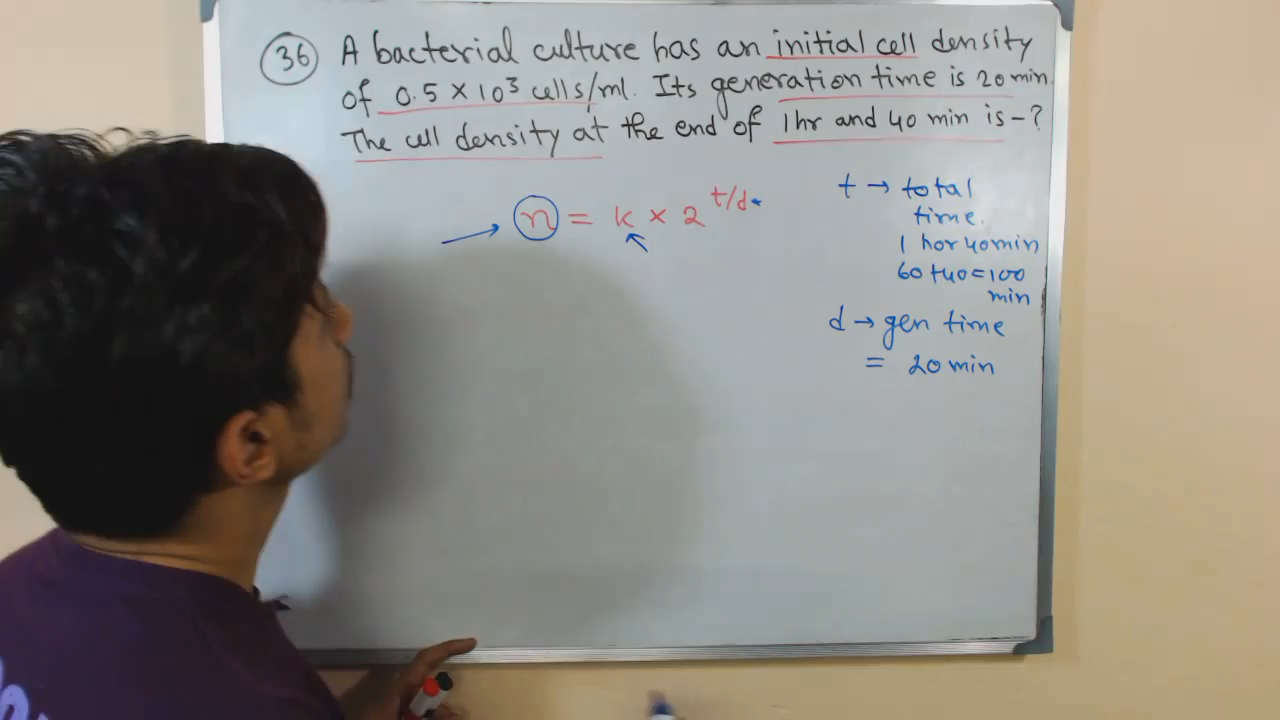 36 A bacterial culture has an initial cell density
of 0.5 × 10³ cells/ml. Its generation time is 20 min.
The cell density at the end of 1hr and 40 min is - ?
n = k × 2^t/d
t → total
time.
1 hor 40min
60+40=100
min
d → gen time
= 20 min